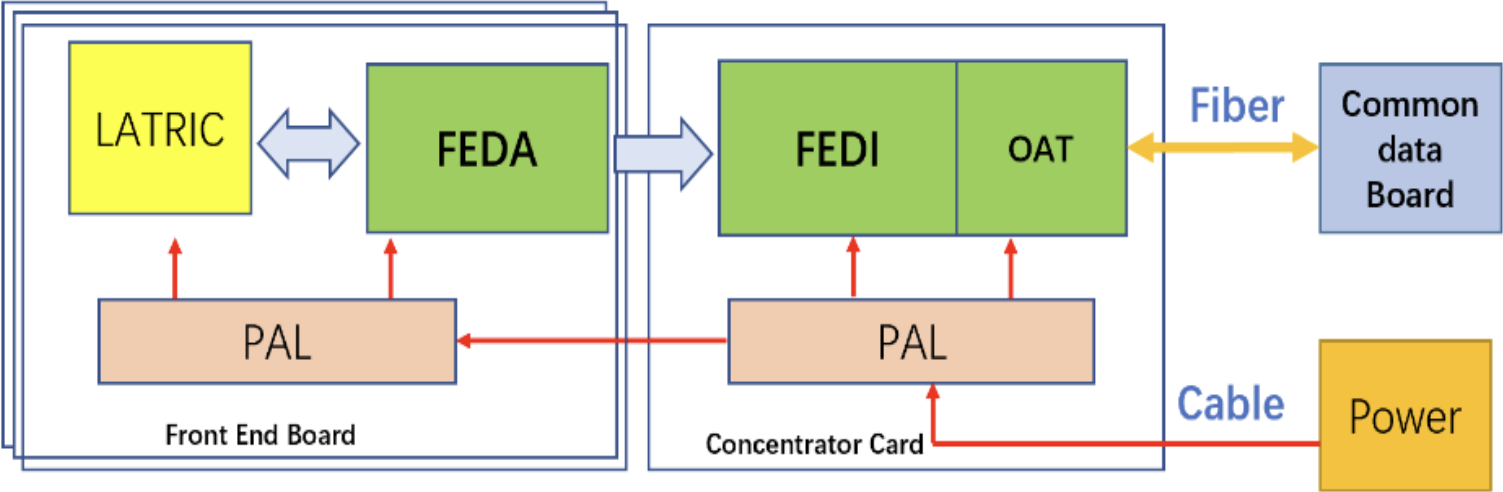 LATRIC
FEDA
FEDI
OAT
Fiber
Common
data
Board
PAL
PAL
Cable
Power
Front End Board
Concentrator Card